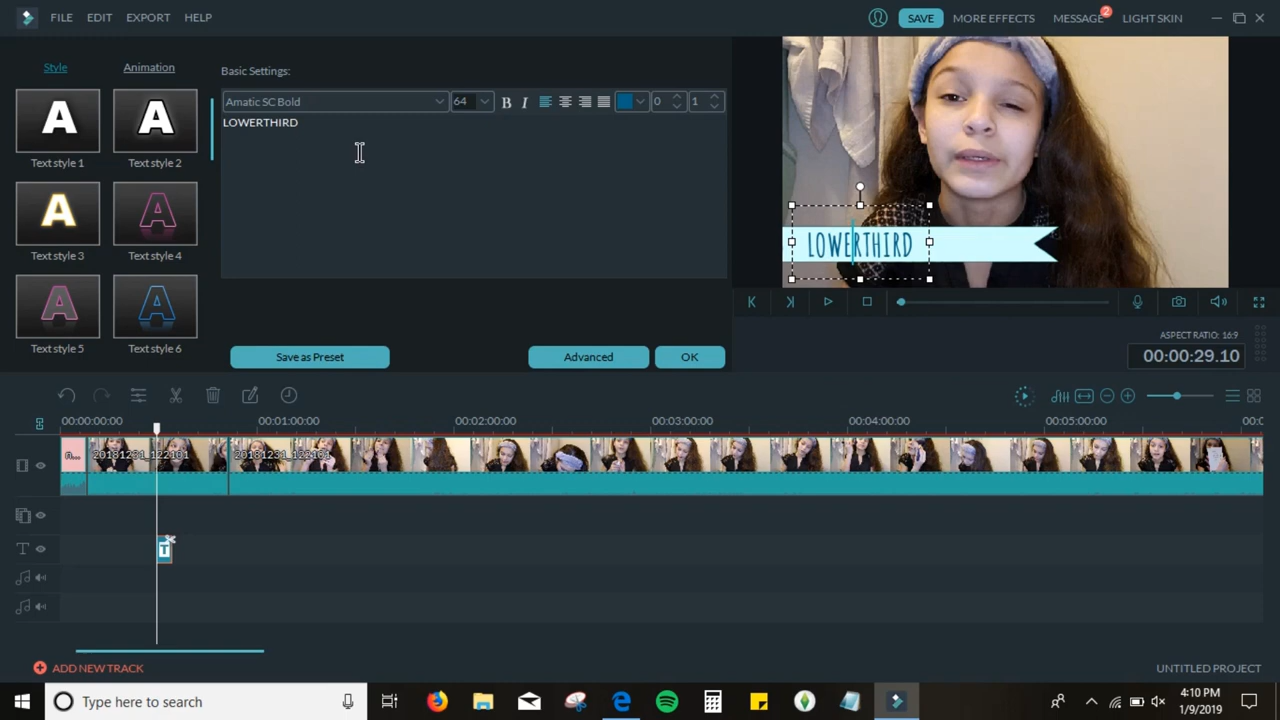 FILE EDIT EXPORT HELP
SAVE MORE EFFECTS MESSAGE 2 LIGHT SKIN
Style Animation
Basic Settings:
Amatic SC Bold 64 B I 0 1
LOWERTHIRD
A A
Text style 1 Text style 2
A A
Text style 3 Text style 4
A A
Text style 5 Text style 6
Save as Preset Advanced OK
LOWERTHIRD
ASPECT RATIO: 16:9
00:00:29.10
00:00:00:00 00:01:00:00 00:02:00:00 00:03:00:00 00:04:00:00 00:05:00:00 00:0
A... 20181231_122101 20181231_122101
T T
ADD NEW TRACK
UNTITLED PROJECT
Type here to search
4:10 PM
1/9/2019